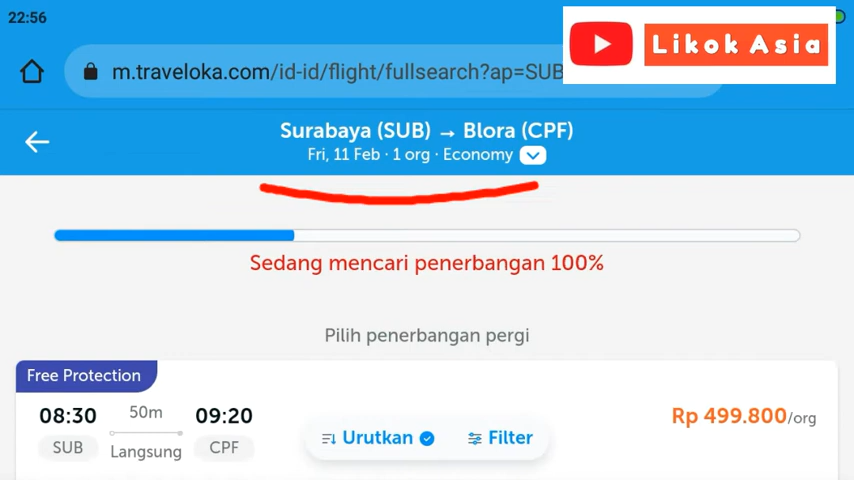 22:56
Likok Asia
m.traveloka.com/id-id/flight/fullsearch?ap=SUB
Surabaya (SUB) → Blora (CPF)
Fri, 11 Feb · 1 org · Economy
Sedang mencari penerbangan 100%
Pilih penerbangan pergi
Free Protection
08:30 50m 09:20 Rp 499.800/org
SUB Langsung CPF
Urutkan Filter